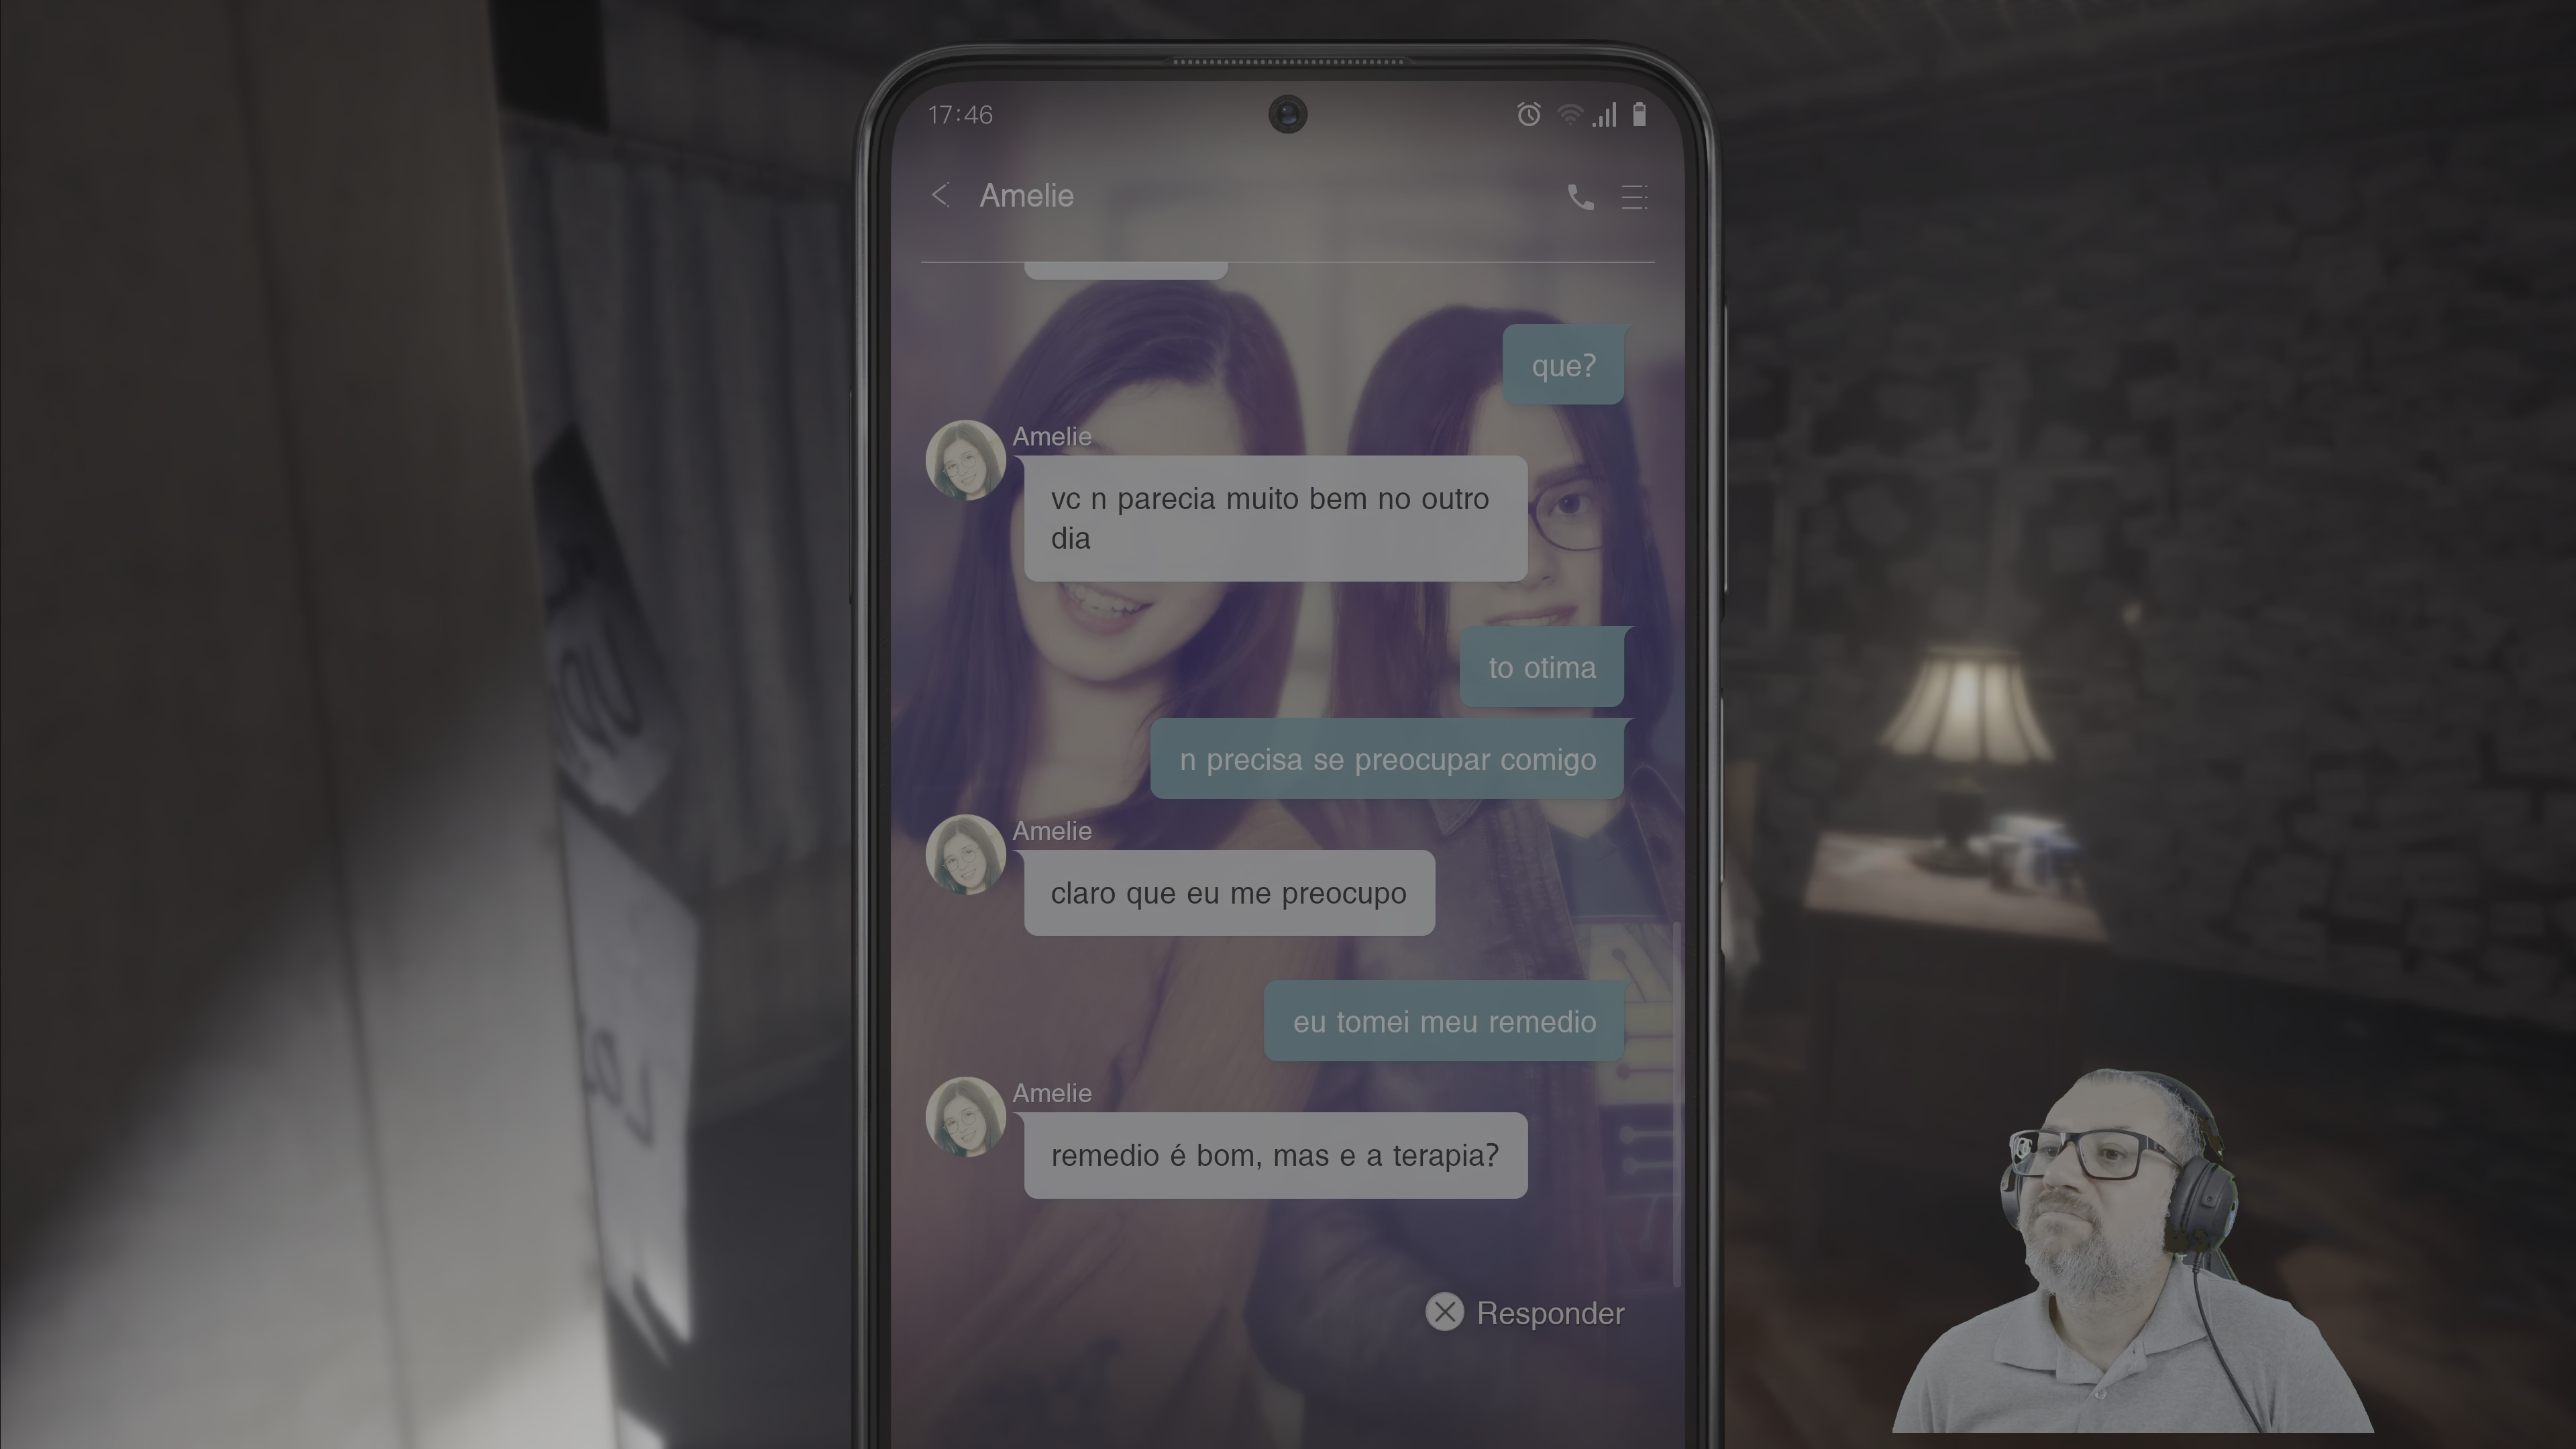 17:46
Amelie
que?
Amelie
vc n parecia muito bem no outro
dia
to otima
n precisa se preocupar comigo
Amelie
claro que eu me preocupo
eu tomei meu remedio
Amelie
remedio é bom, mas e a terapia?
Responder